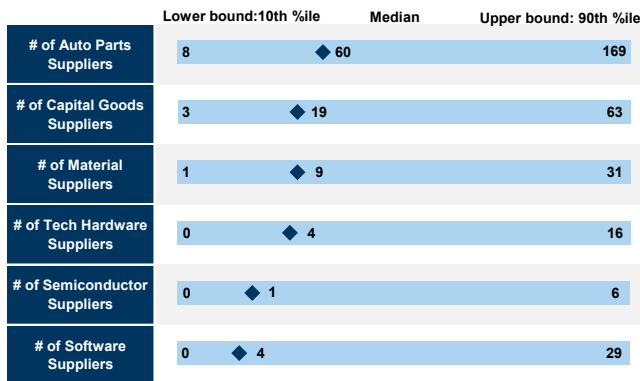 Lower bound:10th %ile Median Upper bound: 90th %ile
# of Auto Parts
Suppliers
8 60 169
# of Capital Goods
Suppliers
3 19 63
# of Material
Suppliers
1 9 31
# of Tech Hardware
Suppliers
0 4 16
# of Semiconductor
Suppliers
0 1 6
# of Software
Suppliers
0 4 29